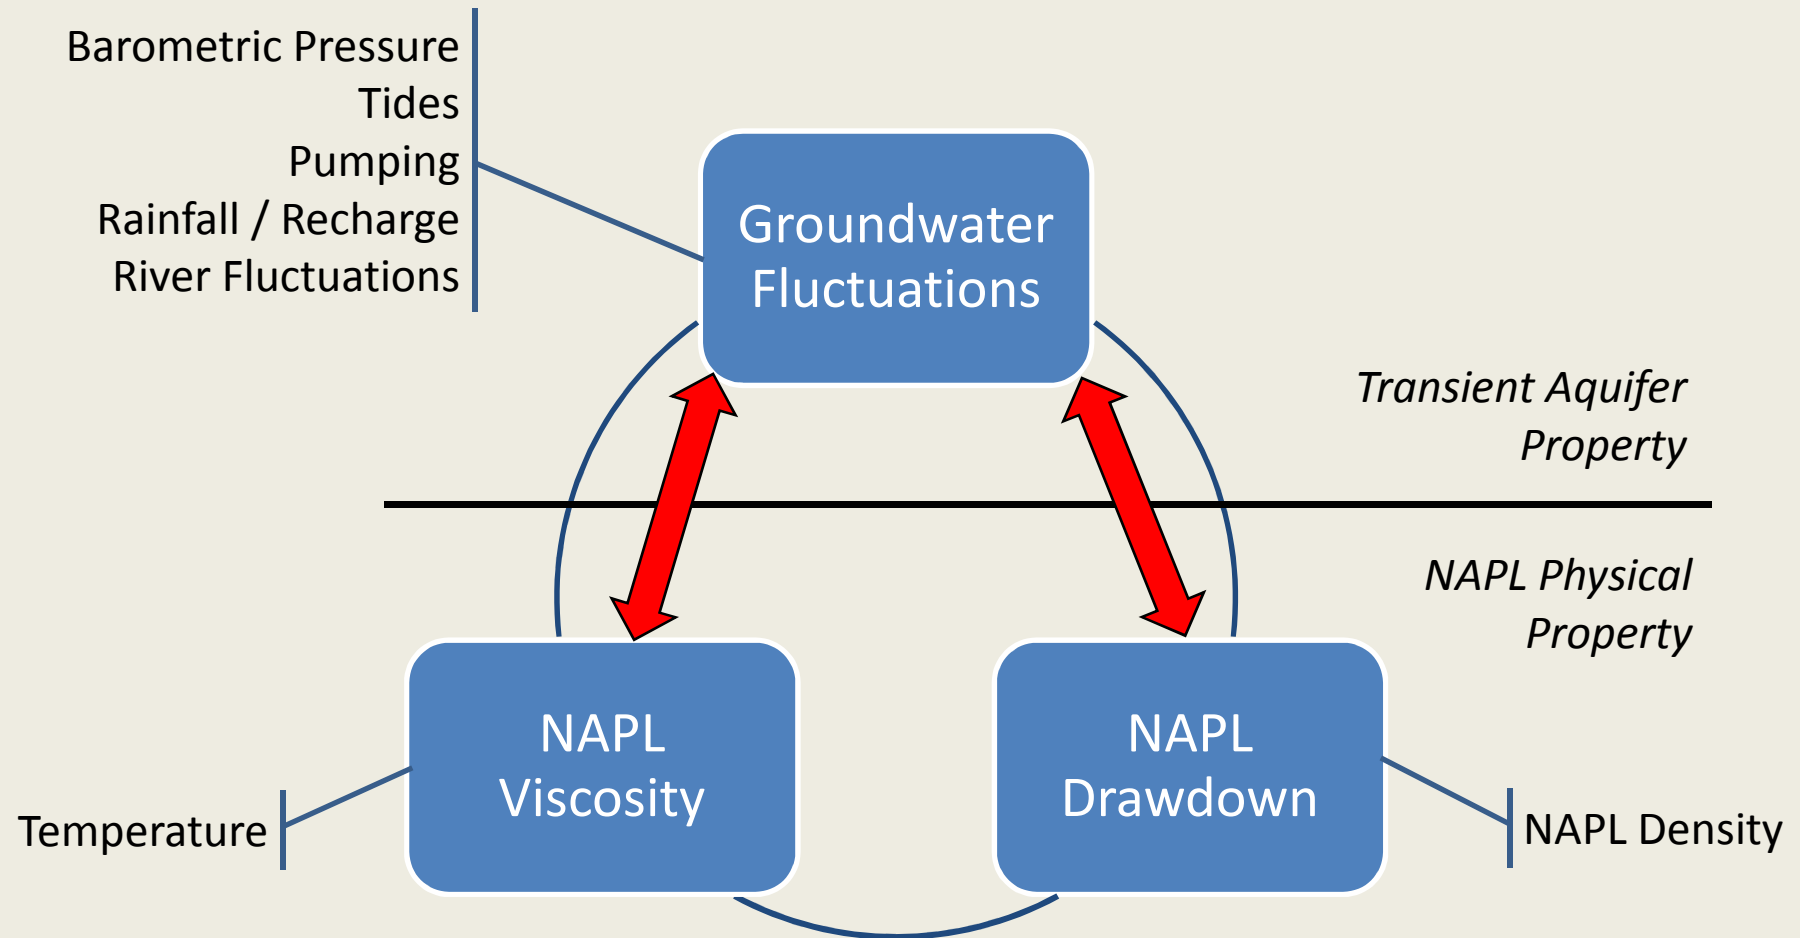 Barometric Pressure
Tides
Pumping
Rainfall / Recharge
River Fluctuations
Groundwater
Fluctuations
Transient Aquifer
Property
NAPL Physical
Property
NAPL
Viscosity
NAPL
Drawdown
Temperature
NAPL Density